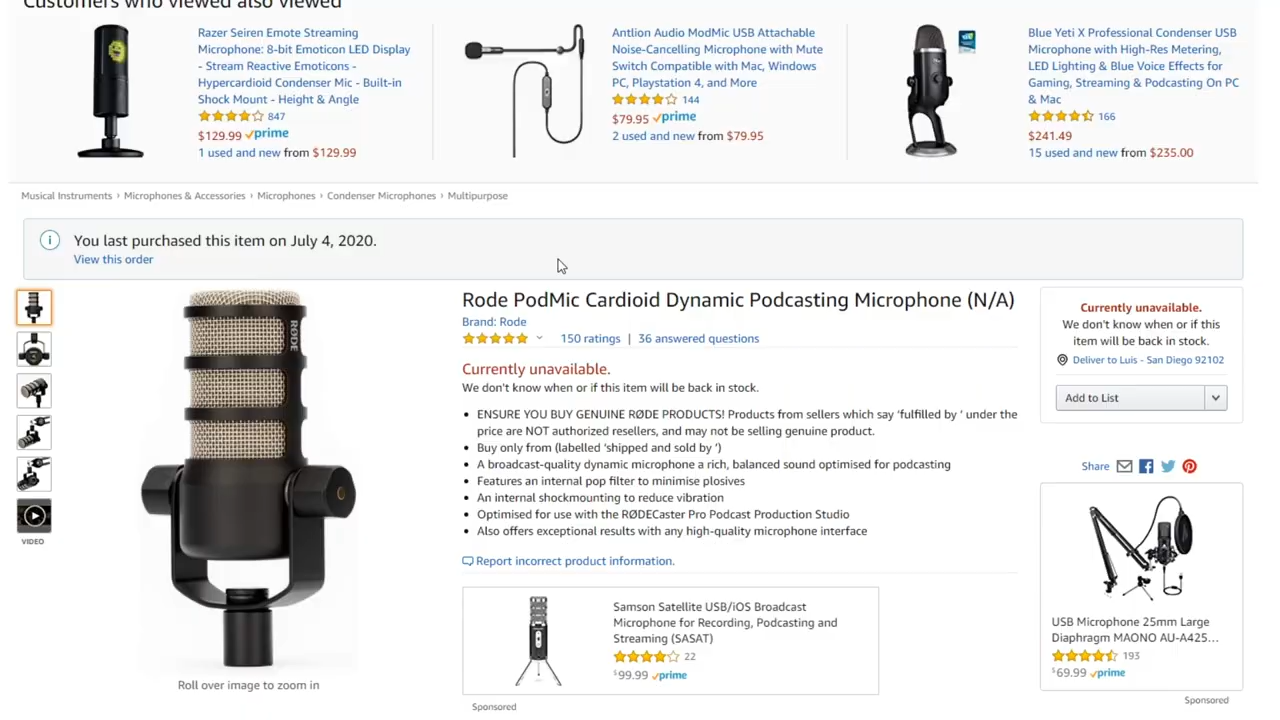 Customers who viewed also viewed
Razer Seiren Emote Streaming
Microphone: 8-bit Emoticon LED Display
- Stream Reactive Emoticons -
Hypercardioid Condenser Mic - Built-in
Shock Mount - Height & Angle
847
$129.99 prime
1 used and new from $129.99
Antlion Audio ModMic USB Attachable
Noise-Cancelling Microphone with Mute
Switch Compatible with Mac, Windows
PC, Playstation 4, and More
144
$79.95 prime
2 used and new from $79.95
Blue Yeti X Professional Condenser USB
Microphone with High-Res Metering,
LED Lighting & Blue Voice Effects for
Gaming, Streaming & Podcasting On PC
& Mac
166
$241.49
15 used and new from $235.00
Musical Instruments › Microphones & Accessories › Microphones › Condenser Microphones › Multipurpose
You last purchased this item on July 4, 2020.
View this order
RØDE
VIDEO
Roll over image to zoom in
Rode PodMic Cardioid Dynamic Podcasting Microphone (N/A)
Brand: Rode
150 ratings | 36 answered questions
Currently unavailable.
We don't know when or if this item will be back in stock.
• ENSURE YOU BUY GENUINE RØDE PRODUCTS! Products from sellers which say 'fulfilled by ' under the
price are NOT authorized resellers, and may not be selling genuine product.
• Buy only from (labelled 'shipped and sold by ')
• A broadcast-quality dynamic microphone a rich, balanced sound optimised for podcasting
• Features an internal pop filter to minimise plosives
• An internal shockmounting to reduce vibration
• Optimised for use with the RØDECaster Pro Podcast Production Studio
• Also offers exceptional results with any high-quality microphone interface
Report incorrect product information.
Samson Satellite USB/iOS Broadcast
Microphone for Recording, Podcasting and
Streaming (SASAT)
22
$99.99 prime
Sponsored
Currently unavailable.
We don't know when or if this
item will be back in stock.
Deliver to Luis - San Diego 92102
Add to List
Share
USB Microphone 25mm Large
Diaphragm MAONO AU-A425...
193
$69.99 prime
Sponsored